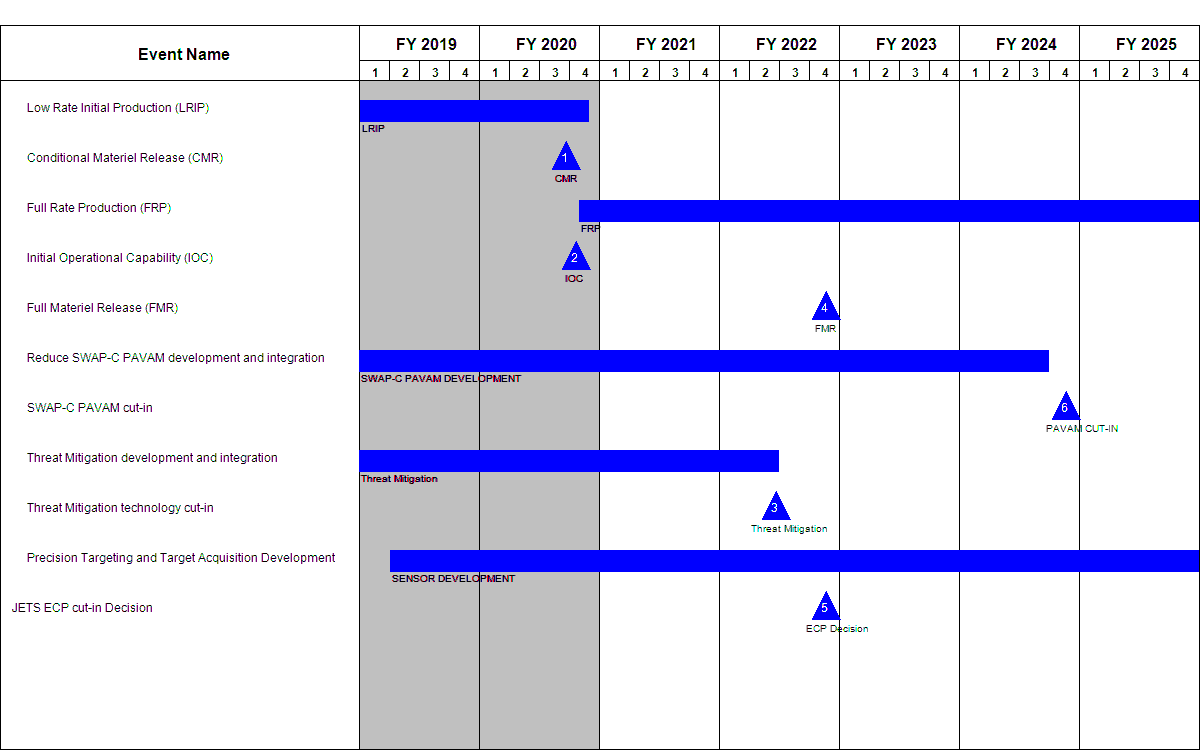 Event Name
FY 2019 FY 2020 FY 2021 FY 2022 FY 2023 FY 2024 FY 2025
1 2 3 4 1 2 3 4 1 2 3 4 1 2 3 4 1 2 3 4 1 2 3 4 1 2 3 4
Low Rate Initial Production (LRIP)
LRIP
Conditional Materiel Release (CMR)
1
CMR
Full Rate Production (FRP)
FRP
Initial Operational Capability (IOC)
2
IOC
Full Materiel Release (FMR)
4
FMR
Reduce SWAP-C PAVAM development and integration
SWAP-C PAVAM DEVELOPMENT
SWAP-C PAVAM cut-in
6
PAVAM CUT-IN
Threat Mitigation development and integration
Threat Mitigation
Threat Mitigation technology cut-in
3
Threat Mitigation
Precision Targeting and Target Acquisition Development
SENSOR DEVELOPMENT
JETS ECP cut-in Decision
5
ECP Decision